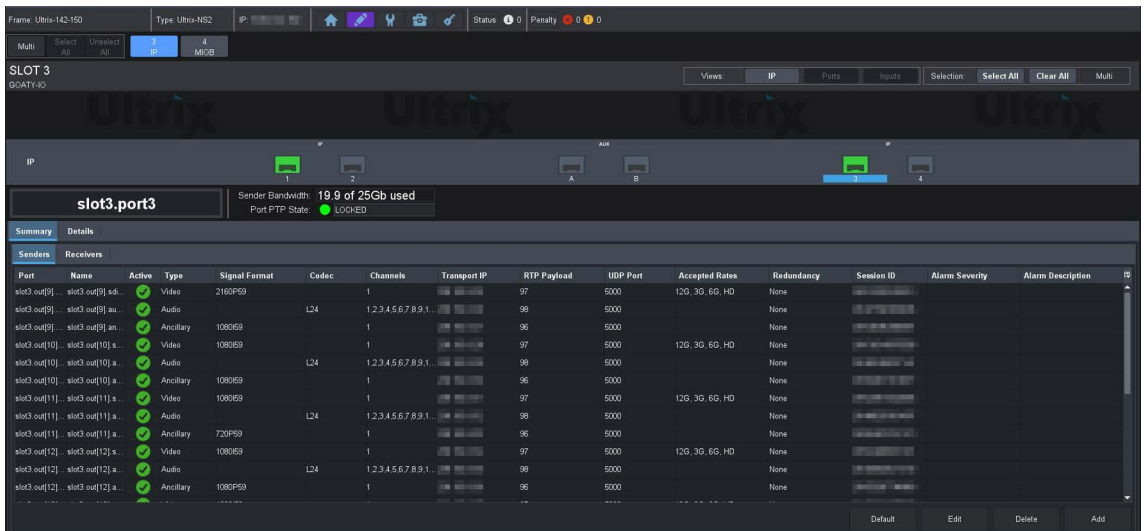 Frame: Ultrix-142-150 Type: Ultrix-NS2 IP: Status 0 Penalty 0 0
Multi Select All Unselect All 3 IP 4 MIOB
SLOT 3
GOATY-IO
Views: IP Ports Inputs Selection: Select All Clear All Multi
Ultrix Ultrix Ultrix Ultrix
IP AUX IP
IP
1 2 A B 3 4
slot3.port3
Sender Bandwidth: 19.9 of 25Gb used
Port PTP State: LOCKED
Summary Details
Senders Receivers
Port Name Active Type Signal Format Codec Channels Transport IP RTP Payload UDP Port Accepted Rates Redundancy Session ID Alarm Severity Alarm Description
slot3.out[9].... slot3.out[9].sdi... Video 2160P59 1 97 5000 12G, 3G, 6G, HD None
slot3.out[9].... slot3.out[9].au... Audio L24 1,2,3,4,5,6,7,8,9,1... 98 5000 None
slot3.out[9].... slot3.out[9].an... Ancillary 1080I59 1 96 5000 None
slot3.out[10]... slot3.out[10].s... Video 1080I59 1 97 5000 12G, 3G, 6G, HD None
slot3.out[10]... slot3.out[10].a... Audio L24 1,2,3,4,5,6,7,8,9,1... 98 5000 None
slot3.out[10]... slot3.out[10].a... Ancillary 1080I59 1 96 5000 None
slot3.out[11]... slot3.out[11].s... Video 1080I59 1 97 5000 12G, 3G, 6G, HD None
slot3.out[11]... slot3.out[11].a... Audio L24 1,2,3,4,5,6,7,8,9,1... 98 5000 None
slot3.out[11]... slot3.out[11].a... Ancillary 720P59 1 96 5000 None
slot3.out[12]... slot3.out[12].s... Video 1080I59 1 97 5000 12G, 3G, 6G, HD None
slot3.out[12]... slot3.out[12].a... Audio L24 1,2,3,4,5,6,7,8,9,1... 98 5000 None
slot3.out[12]... slot3.out[12].a... Ancillary 1080P59 1 96 5000 None
Default Edit Delete Add